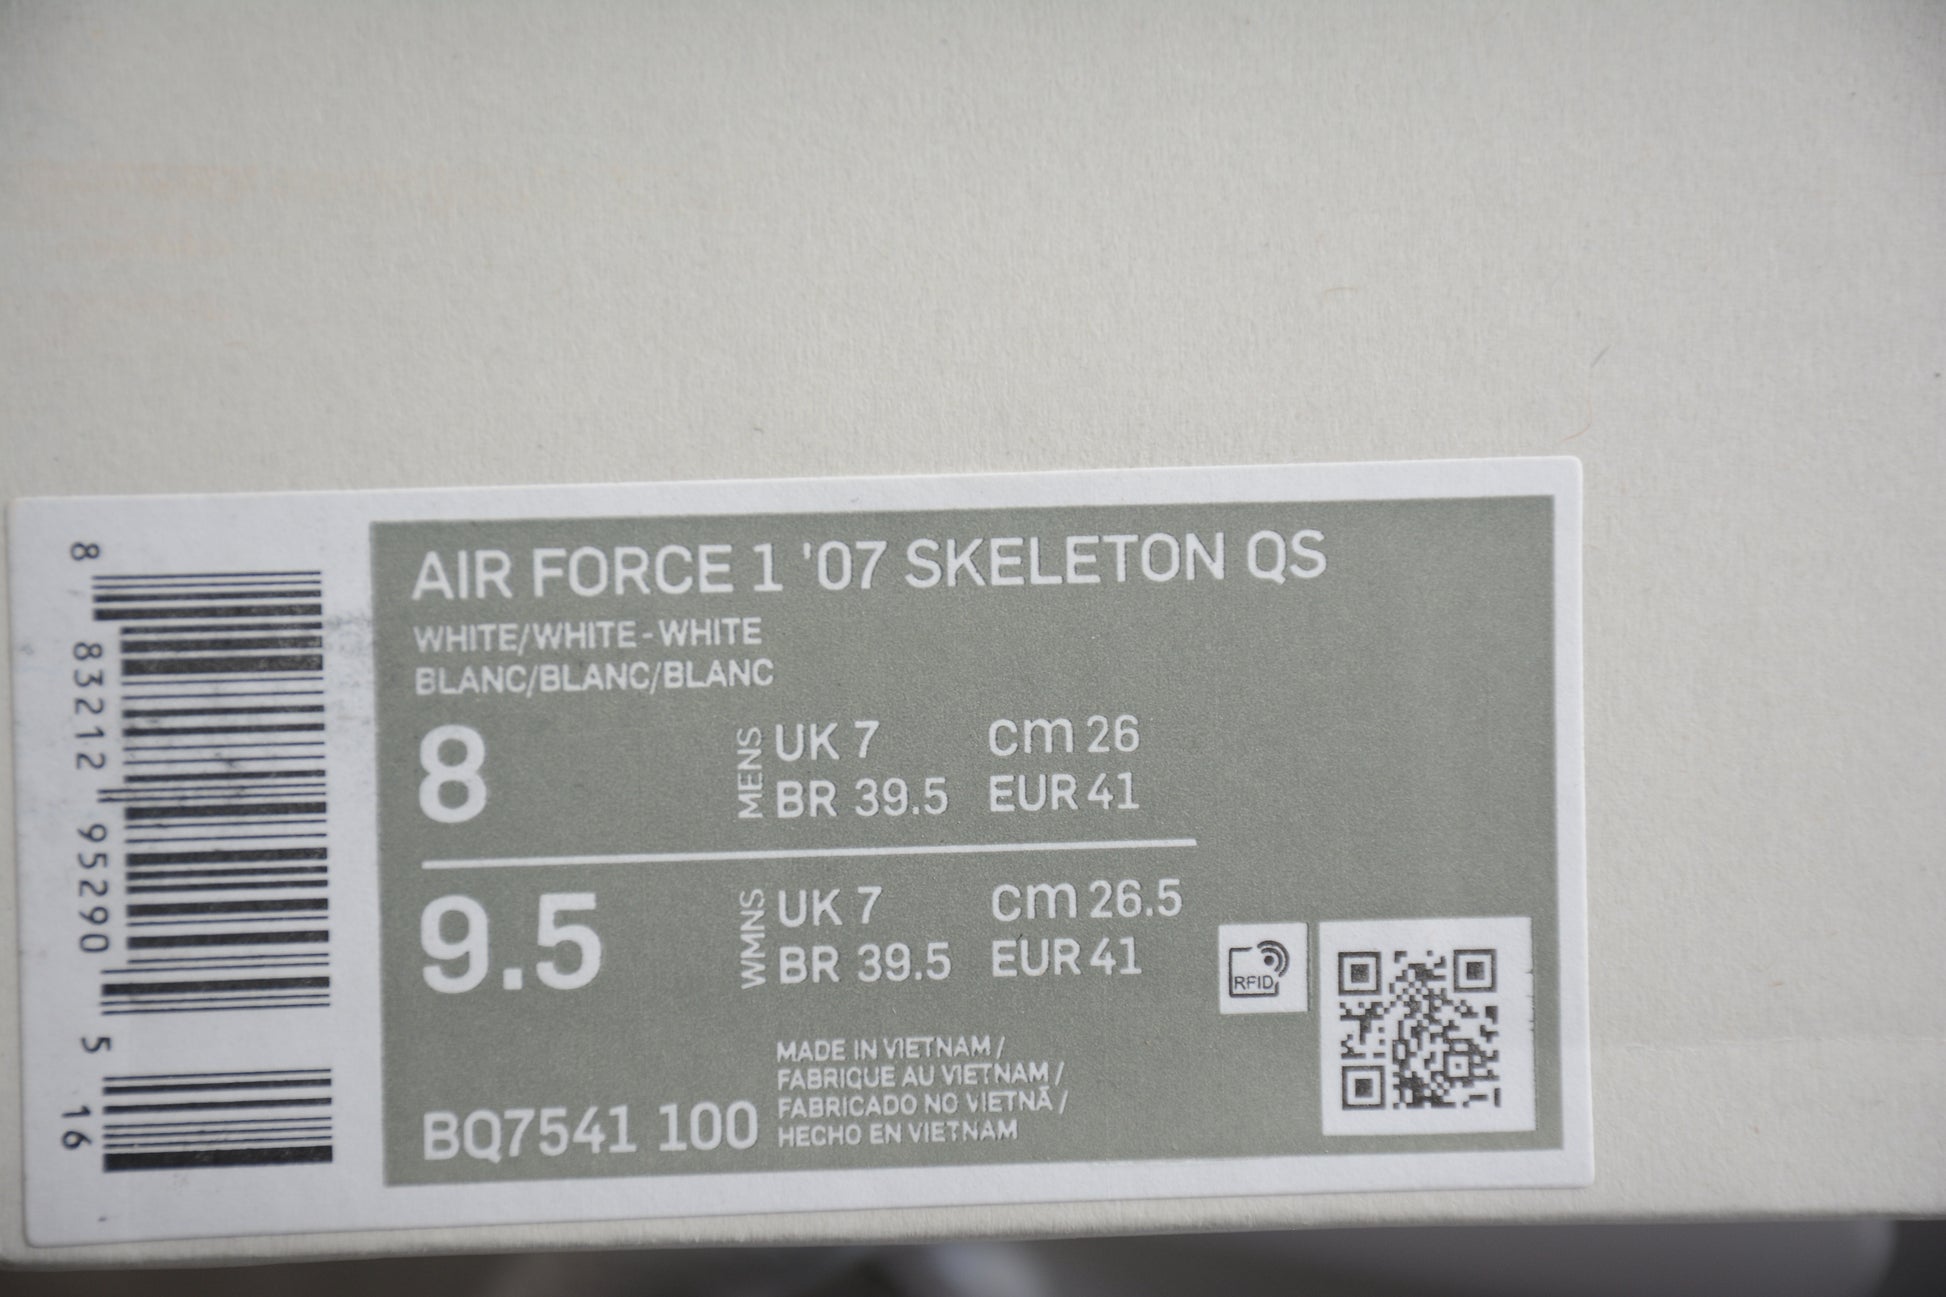 8 83212 95290 5 16
AIR FORCE 1 '07 SKELETON QS
WHITE/WHITE-WHITE
BLANC/BLANC/BLANC
8
MENS
UK 7 cm 26
BR 39.5 EUR 41
9.5
WMNS
UK 7 cm 26.5
BR 39.5 EUR 41
RFID
MADE IN VIETNAM /
FABRIQUE AU VIETNAM /
FABRICADO NO VIETNÃ /
HECHO EN VIETNAM
BQ7541 100